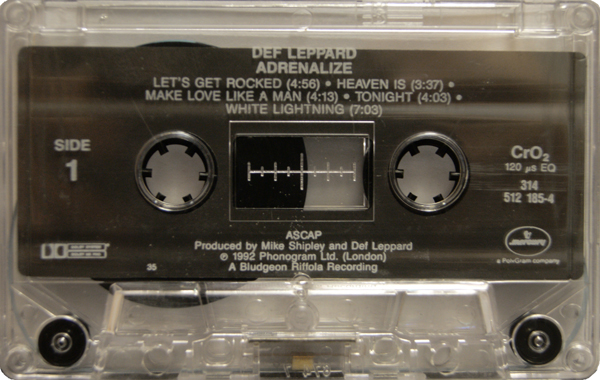 DEF LEPPARD
ADRENALIZE
LET'S GET ROCKED (4:56) • HEAVEN IS (3:37) •
MAKE LOVE LIKE A MAN (4:13) • TONIGHT (4:03) •
WHITE LIGHTNING (7:03)
SIDE
1
CrO2
120 µs EQ
314
512 185-4
ASCAP
Produced by Mike Shipley and Def Leppard
℗ 1992 Phonogram Ltd. (London)
A Bludgeon Riffola Recording
35
mercury
a PolyGram company